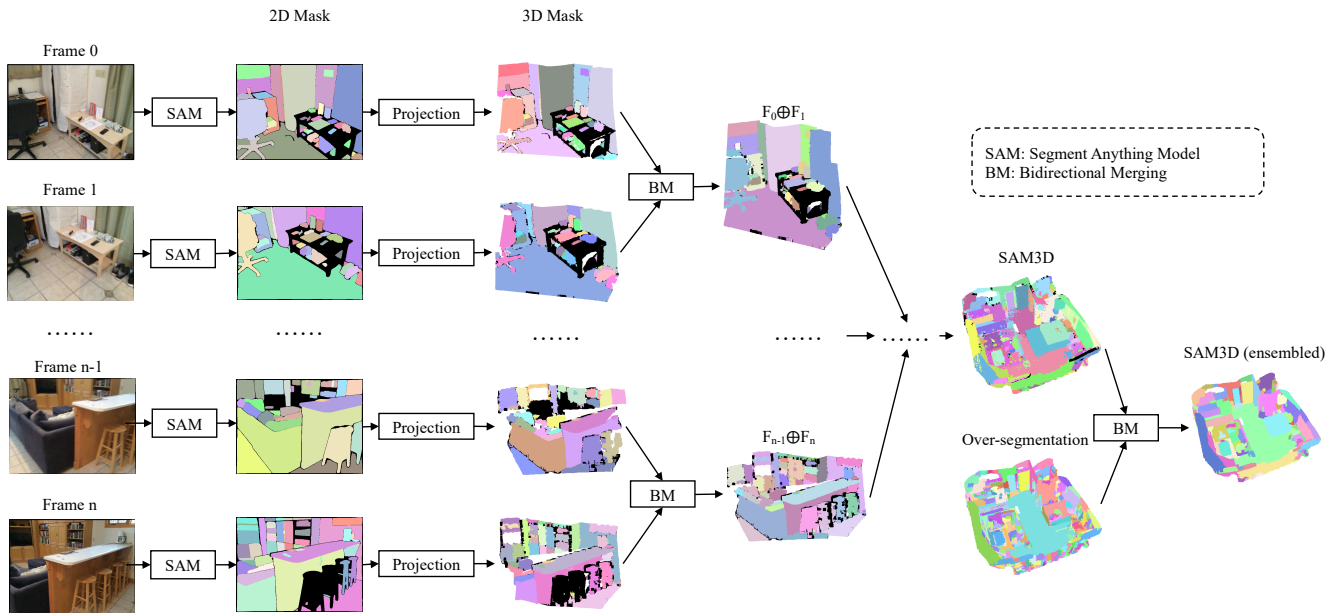 2D Mask
3D Mask
Frame 0
SAM
Projection
F₀⊕F₁
SAM: Segment Anything Model
BM: Bidirectional Merging
Frame 1
BM
SAM
Projection
SAM3D
......
......
......
......
......
Frame n-1
SAM3D (ensembled)
SAM
Projection
BM
Over-segmentation
Fₙ₋₁⊕Fₙ
BM
Frame n
SAM
Projection